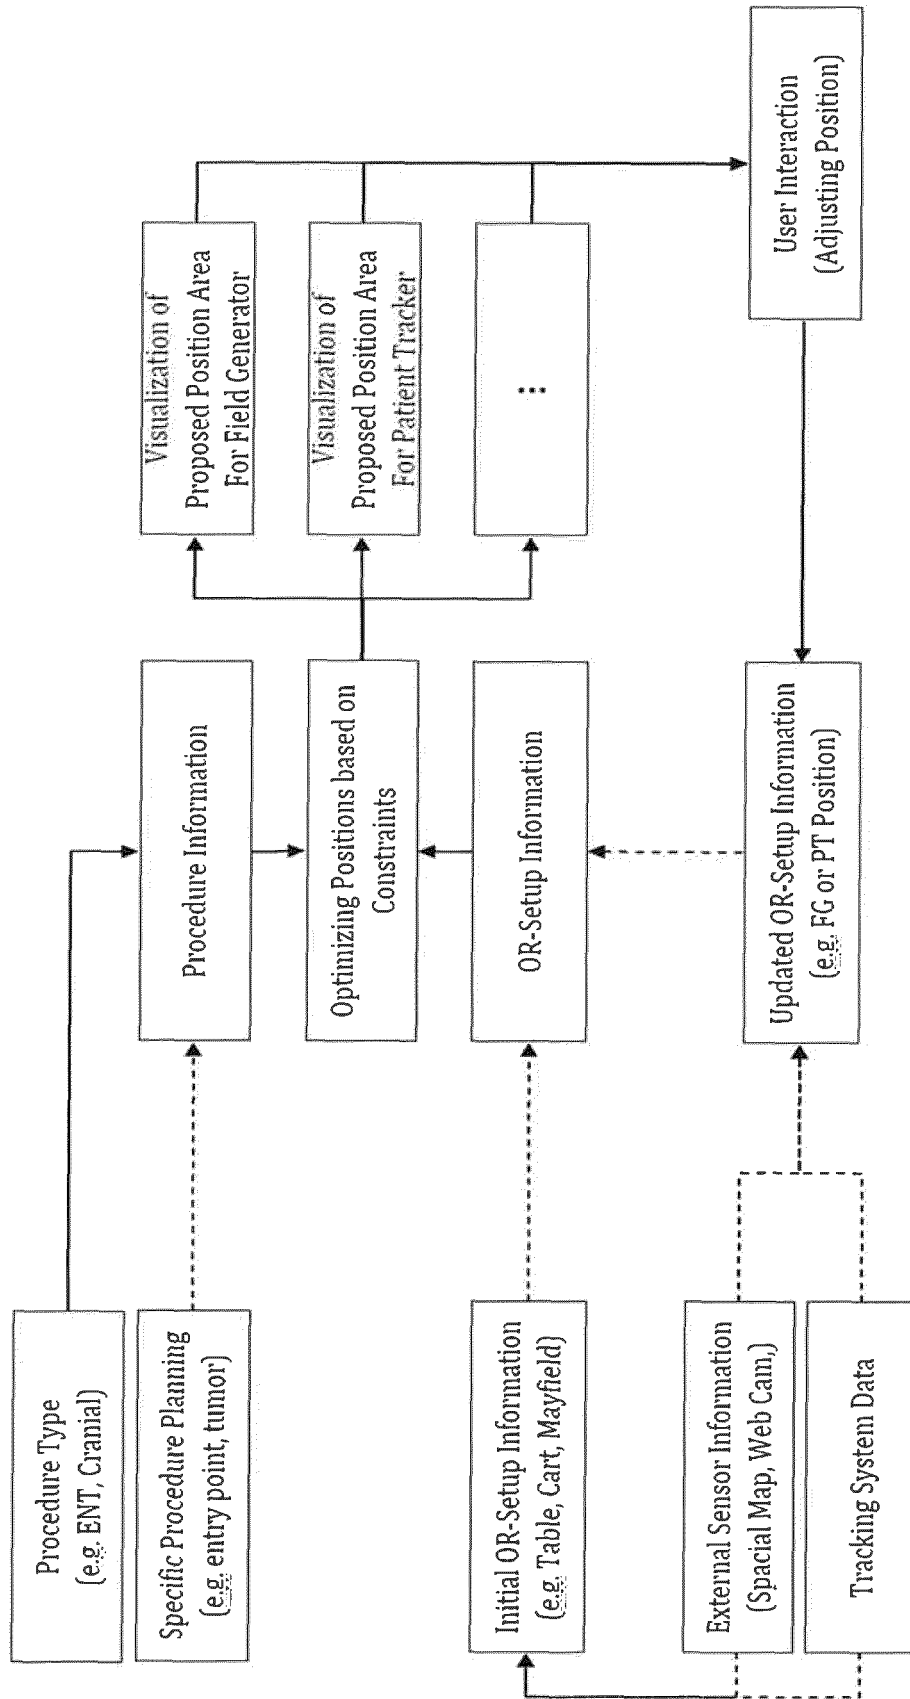 Procedure Type
(e.g. ENT, Cranial)
Specific Procedure Planning
(e.g. entry point, tumor)
Initial OR-Setup Information
(e.g. Table, Cart, Mayfield)
External Sensor Information
(Spacial Map, Web Cam,)
Tracking System Data
Procedure Information
Optimizing Positions based on
Constraints
OR-Setup Information
Updated OR-Setup Information
(e.g. FG or PT Position)
Visualization of
Proposed Position Area
For Field Generator
Visualization of
Proposed Position Area
For Patient Tracker
...
User Interaction
(Adjusting Position)